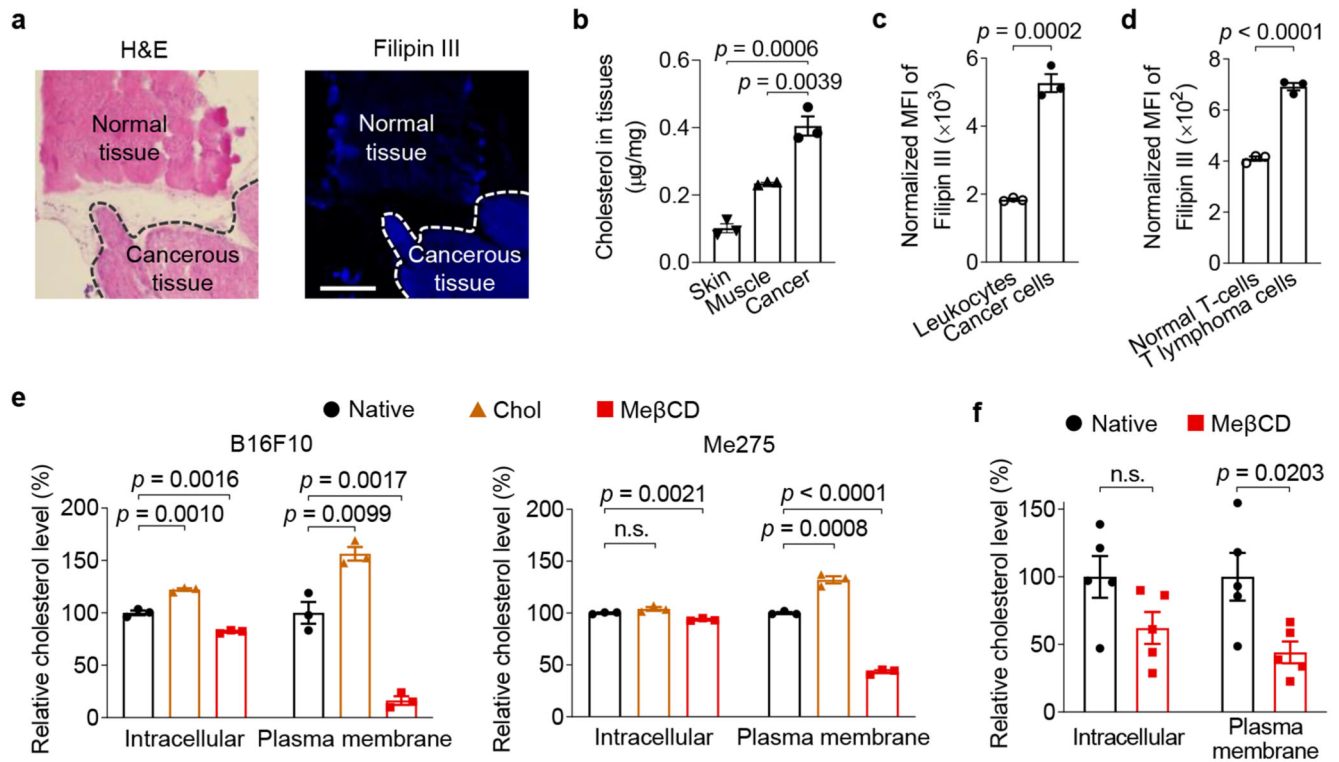 a
H&E
Filipin III
Normal
tissue
Cancerous
tissue
Normal
tissue
Cancerous
tissue
b
p = 0.0006
p = 0.0039
Cholesterol in tissues
(μg/mg)
0.6
0.4
0.2
0.0
Skin
Muscle
Cancer
c
p = 0.0002
Normalized MFI of
Filipin III (×10³)
6
4
2
0
Leukocytes
Cancer cells
d
p < 0.0001
Normalized MFI of
Filipin III (×10²)
8
6
4
2
0
Normal T-cells
T lymphoma cells
e
Native
Chol
MeβCD
B16F10
Relative cholesterol level (%)
200
150
100
50
0
p = 0.0016
p = 0.0010
p = 0.0017
p = 0.0099
Intracellular
Plasma membrane
Me275
Relative cholesterol level (%)
200
150
100
50
0
p = 0.0021
n.s.
p < 0.0001
p = 0.0008
Intracellular
Plasma membrane
f
Native
MeβCD
Relative cholesterol level (%)
150
100
50
0
n.s.
p = 0.0203
Intracellular
Plasma
membrane